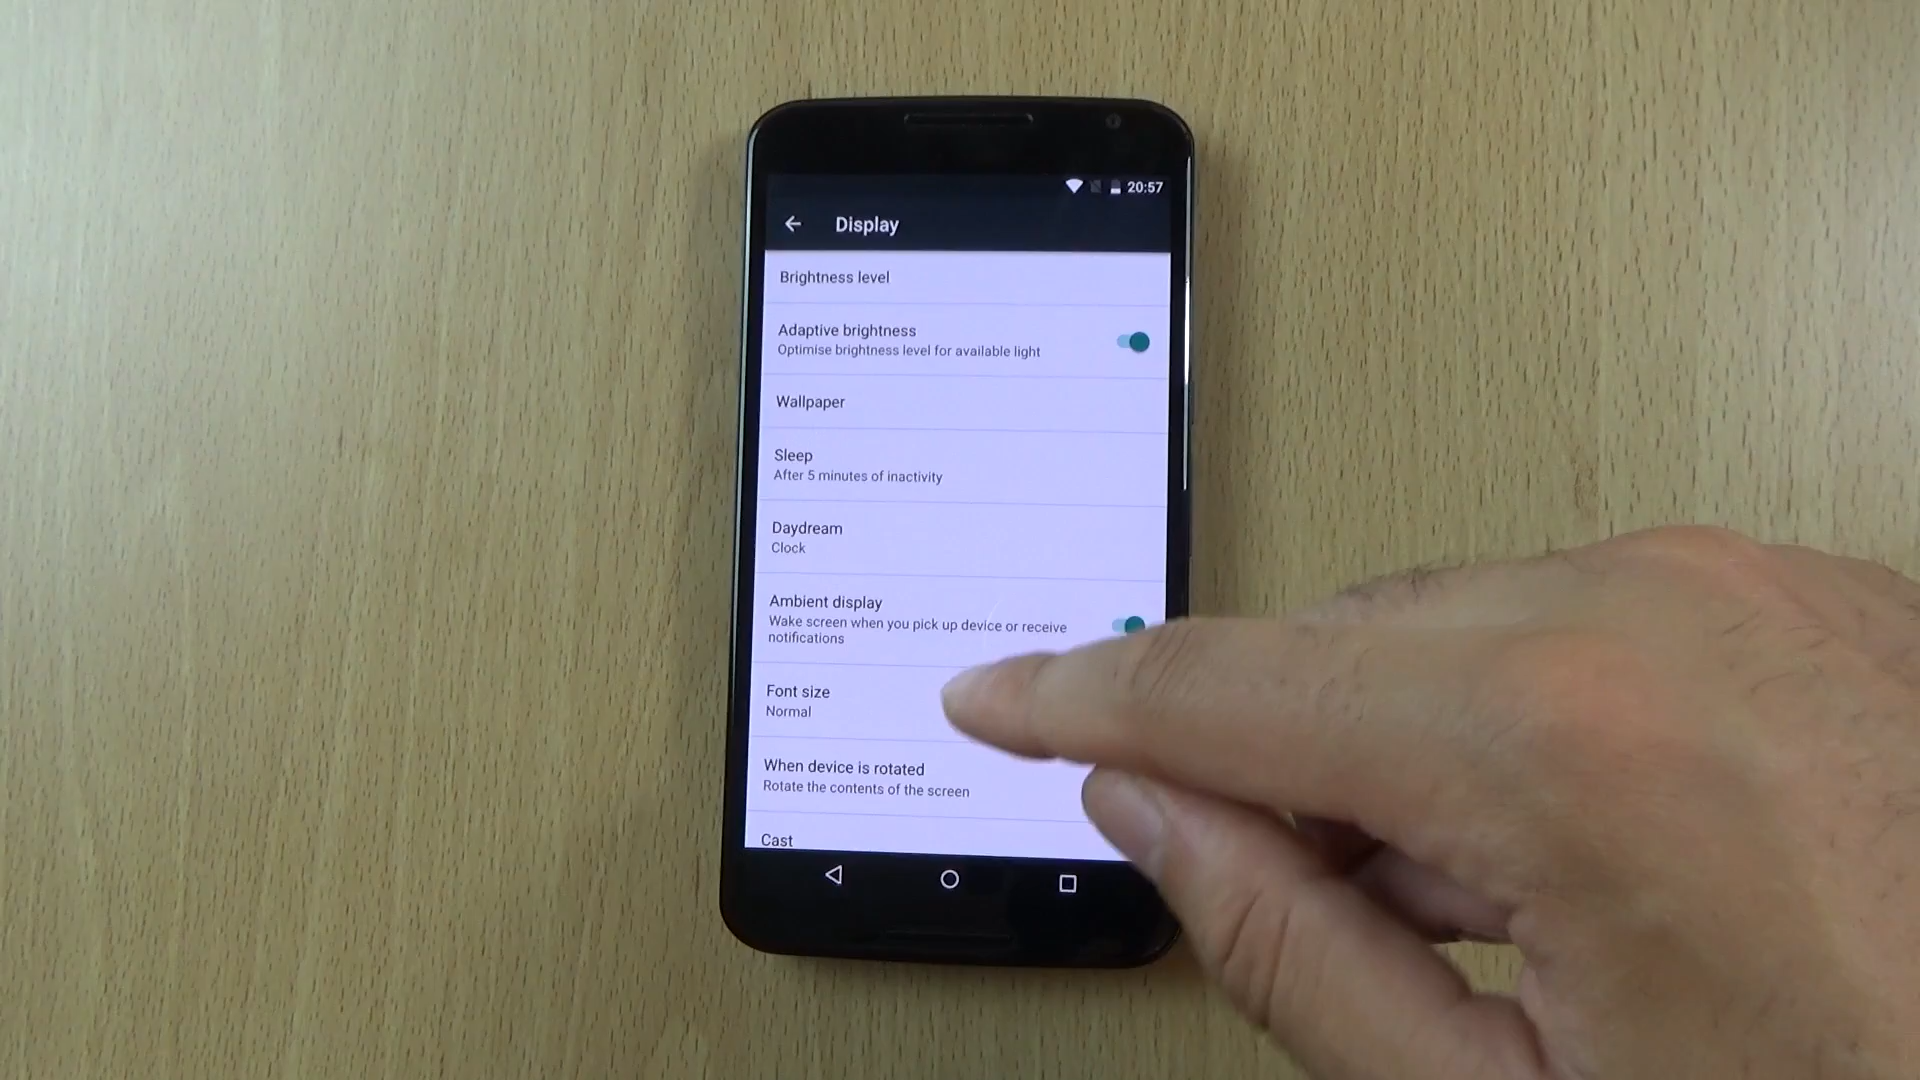 20:57
Display
Brightness level
Adaptive brightness
Optimise brightness level for available light
Wallpaper
Sleep
After 5 minutes of inactivity
Daydream
Clock
Ambient display
Wake screen when you pick up device or receive
notifications
Font size
Normal
When device is rotated
Rotate the contents of the screen
Cast